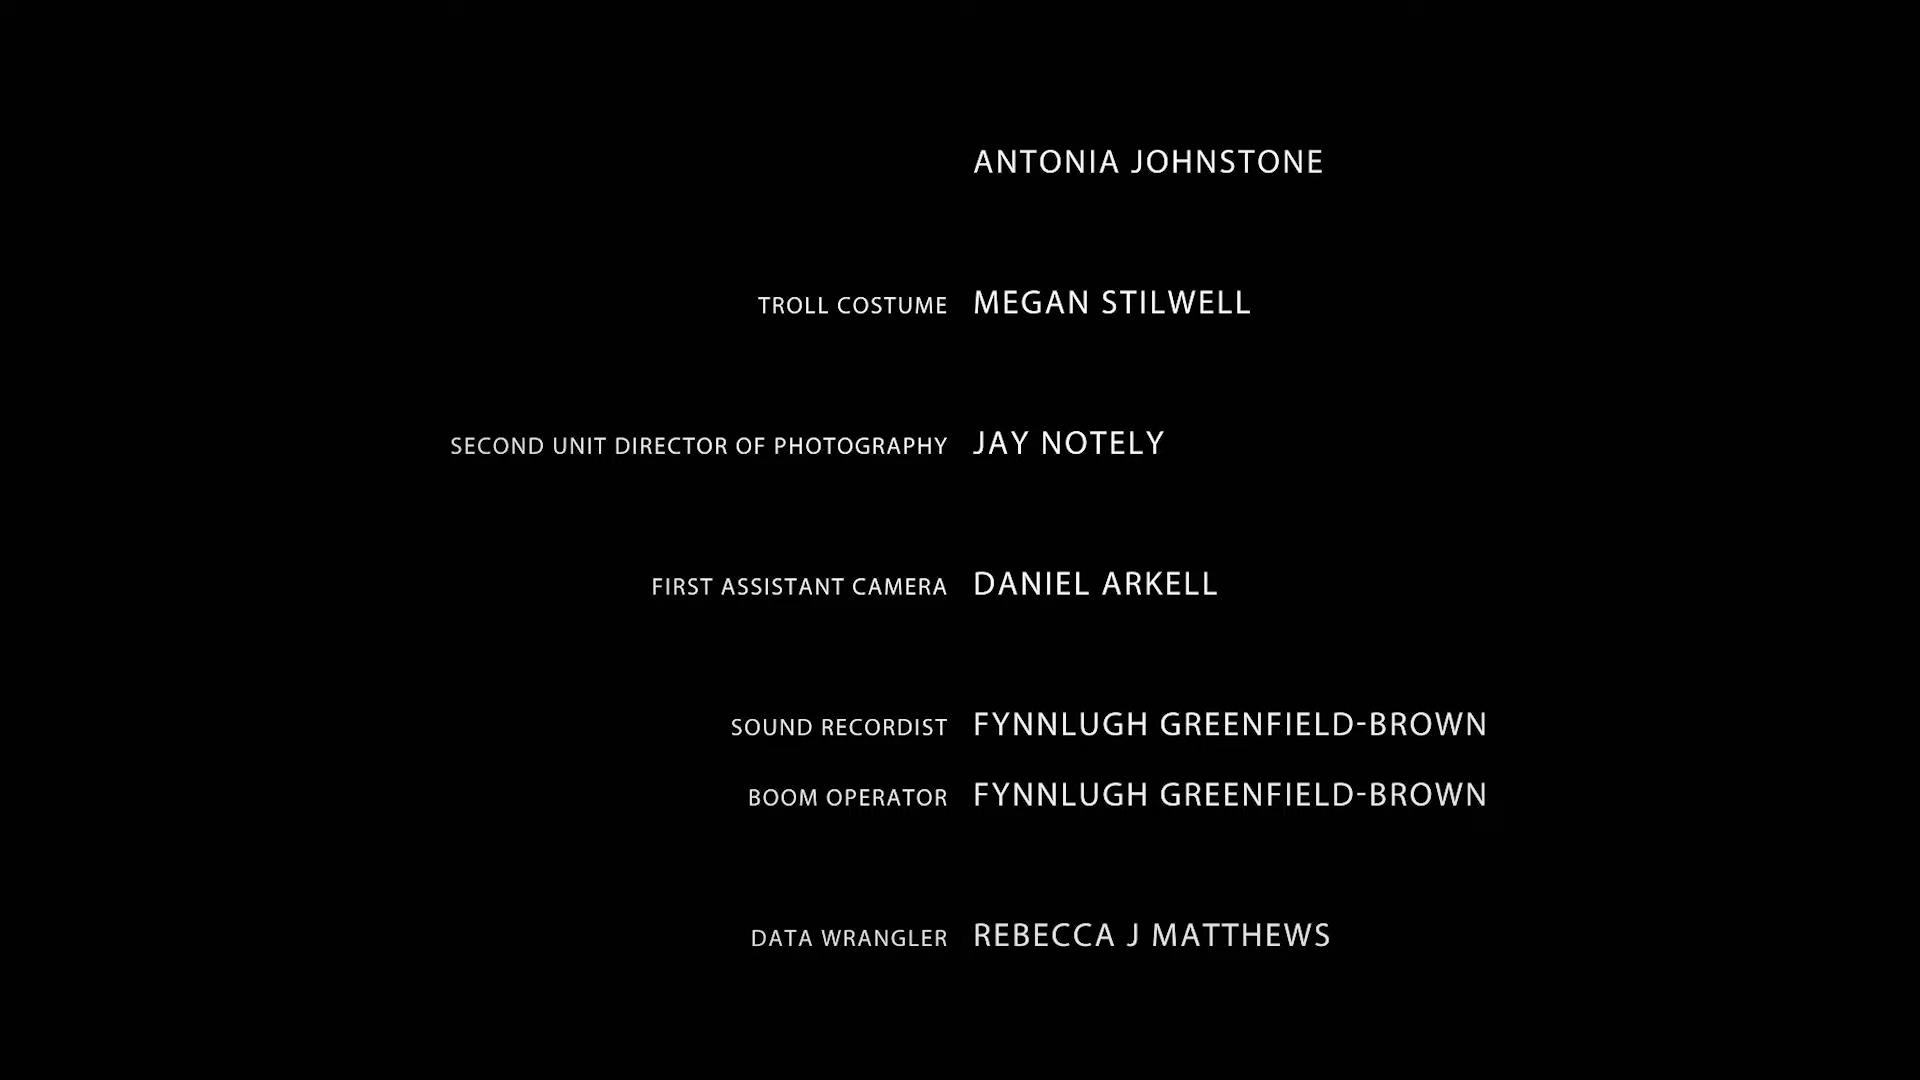 ANTONIA JOHNSTONE
TROLL COSTUME MEGAN STILWELL
SECOND UNIT DIRECTOR OF PHOTOGRAPHY JAY NOTELY
FIRST ASSISTANT CAMERA DANIEL ARKELL
SOUND RECORDIST FYNNLUGH GREENFIELD-BROWN
BOOM OPERATOR FYNNLUGH GREENFIELD-BROWN
DATA WRANGLER REBECCA J MATTHEWS